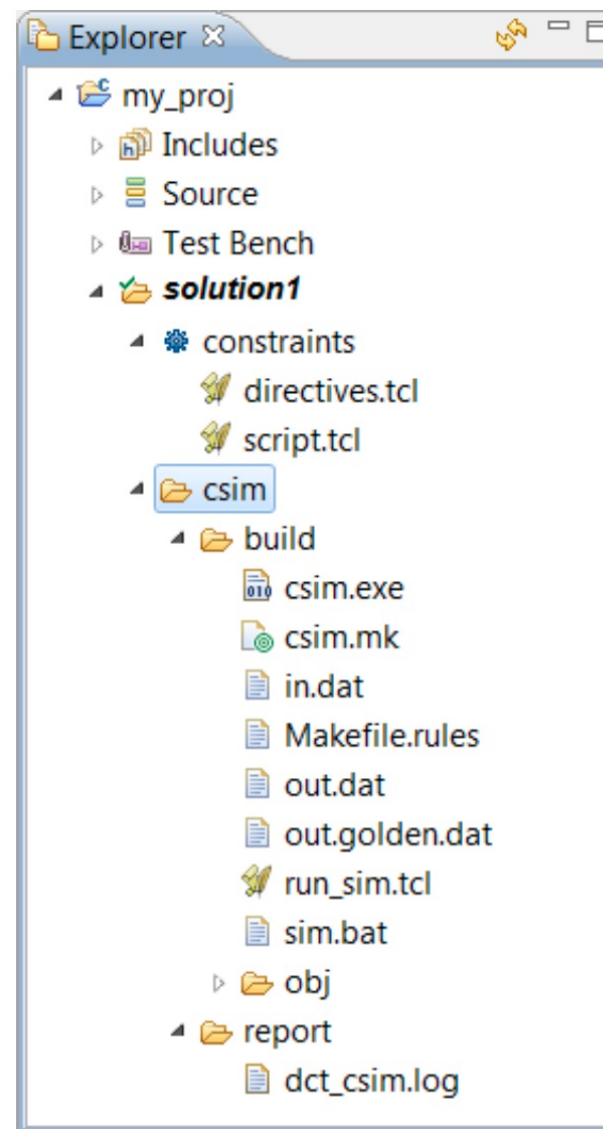 Explorer
my_proj
Includes
Source
Test Bench
solution1
constraints
directives.tcl
script.tcl
csim
build
csim.exe
csim.mk
in.dat
Makefile.rules
out.dat
out.golden.dat
run_sim.tcl
sim.bat
obj
report
dct_csim.log